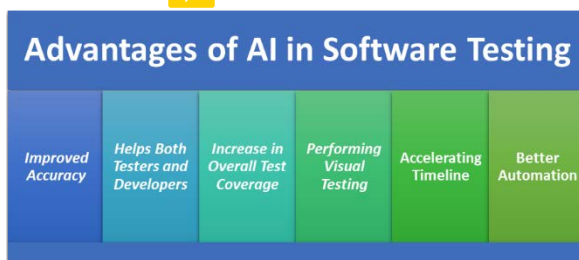 Advantages of AI in Software Testing
Improved
Accuracy
Helps Both
Testers and
Developers
Increase in
Overall Test
Coverage
Performing
Visual
Testing
Accelerating
Timeline
Better
Automation